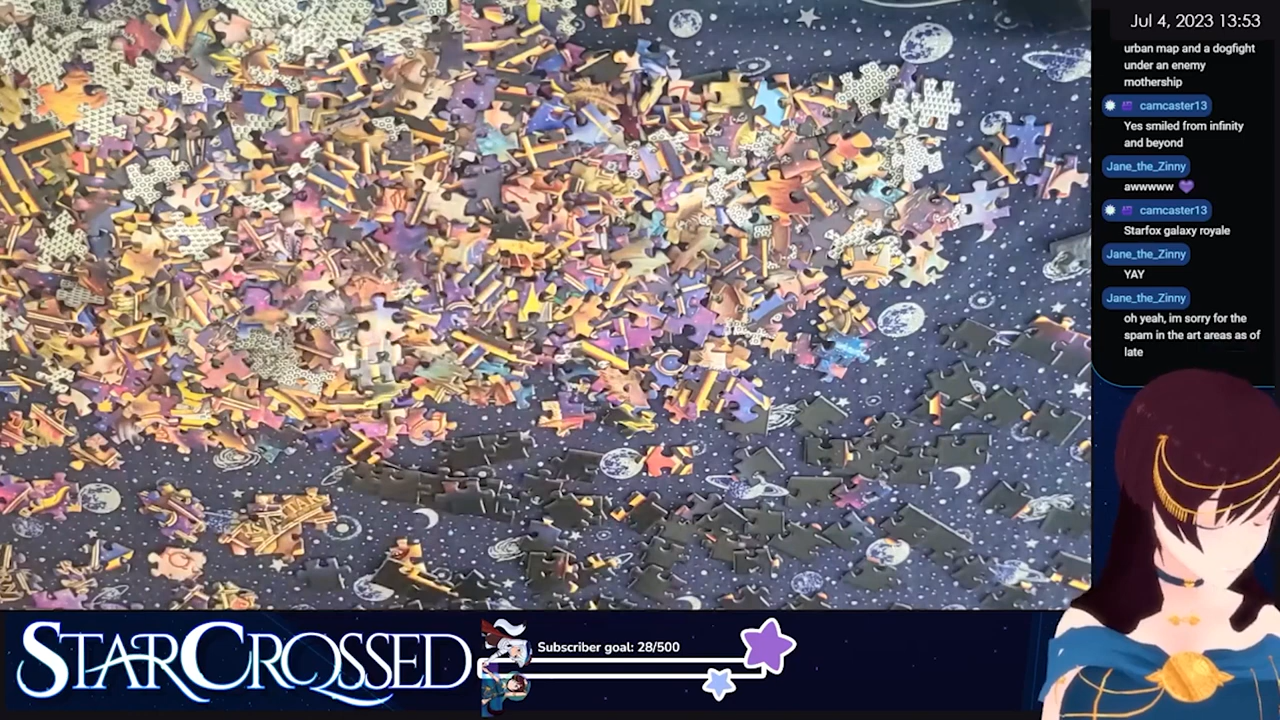 Jul 4, 2023 13:53
urban map and a dogfight
under an enemy
mothership
camcaster13
Yes smiled from infinity
and beyond
Jane_the_Zinny
awwwww 💜
camcaster13
Starfox galaxy royale
Jane_the_Zinny
YAY
Jane_the_Zinny
oh yeah, im sorry for the
spam in the art areas as of
late
STARCROSSED
Subscriber goal: 28/500